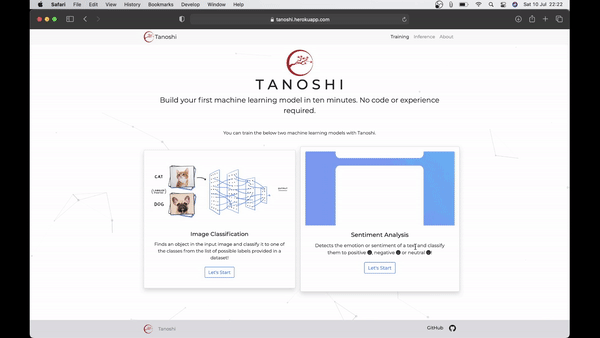 Safari File Edit View History Bookmarks Develop Window Help
Sat 10 Jul 22:22
tanoshi.herokuapp.com
Tanoshi
Training Inference About
TANOSHI
Build your first machine learning model in ten minutes. No code or experience
required.
You can train the below two machine learning models with Tanoshi.
CAT
DOG
Image Classification
Finds an object in the input image and classify it to one of
the classes from the list of possible labels provided in a
dataset!
Let's Start
Sentiment Analysis
Detects the emotion or sentiment of a text and classify
them to positive , negative or neutral !
Let's Start
Tanoshi
GitHub